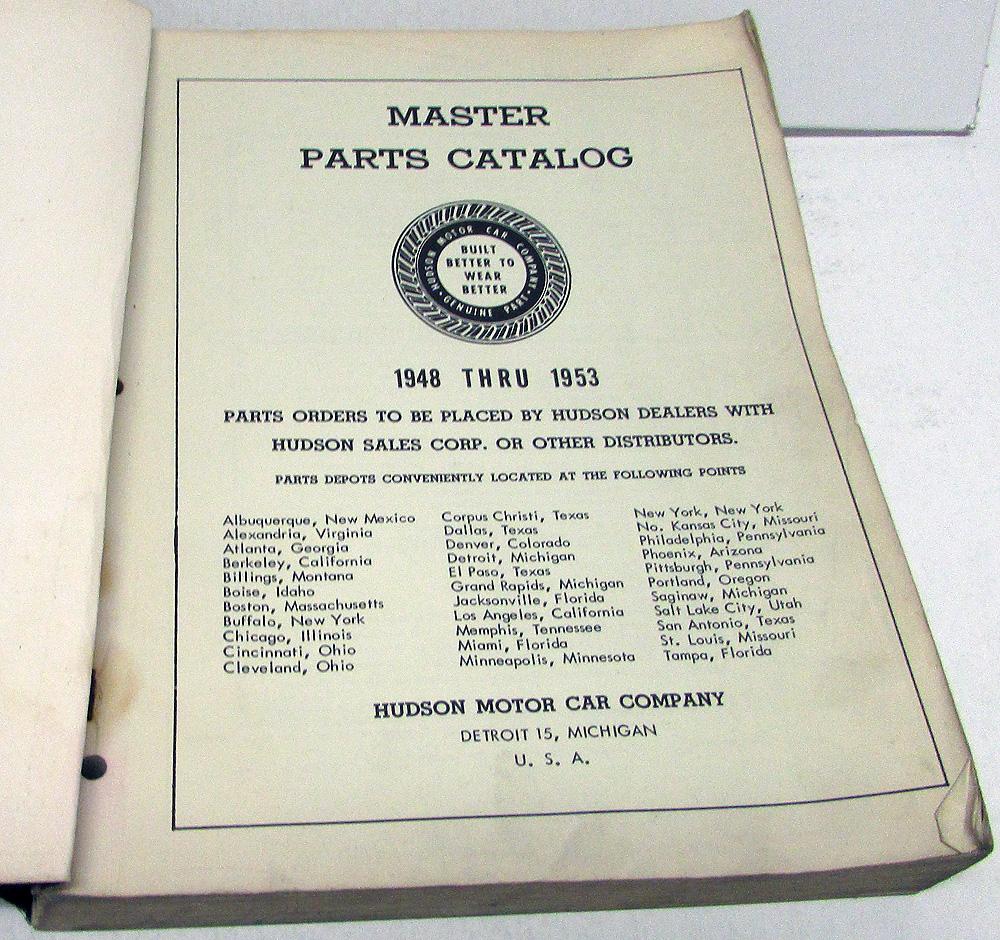 MASTER
PARTS CATALOG
HUDSON MOTOR CAR COMPANY
BUILT
BETTER TO
WEAR
BETTER
• GENUINE PART •
1948 THRU 1953
PARTS ORDERS TO BE PLACED BY HUDSON DEALERS WITH
HUDSON SALES CORP. OR OTHER DISTRIBUTORS.
PARTS DEPOTS CONVENIENTLY LOCATED AT THE FOLLOWING POINTS
Albuquerque, New Mexico
Alexandria, Virginia
Atlanta, Georgia
Berkeley, California
Billings, Montana
Boise, Idaho
Boston, Massachusetts
Buffalo, New York
Chicago, Illinois
Cincinnati, Ohio
Cleveland, Ohio
Corpus Christi, Texas
Dallas, Texas
Denver, Colorado
Detroit, Michigan
El Paso, Texas
Grand Rapids, Michigan
Jacksonville, Florida
Los Angeles, California
Memphis, Tennessee
Miami, Florida
Minneapolis, Minnesota
New York, New York
No. Kansas City, Missouri
Philadelphia, Pennsylvania
Phoenix, Arizona
Pittsburgh, Pennsylvania
Portland, Oregon
Saginaw, Michigan
Salt Lake City, Utah
San Antonio, Texas
St. Louis, Missouri
Tampa, Florida
HUDSON MOTOR CAR COMPANY
DETROIT 15, MICHIGAN
U. S. A.